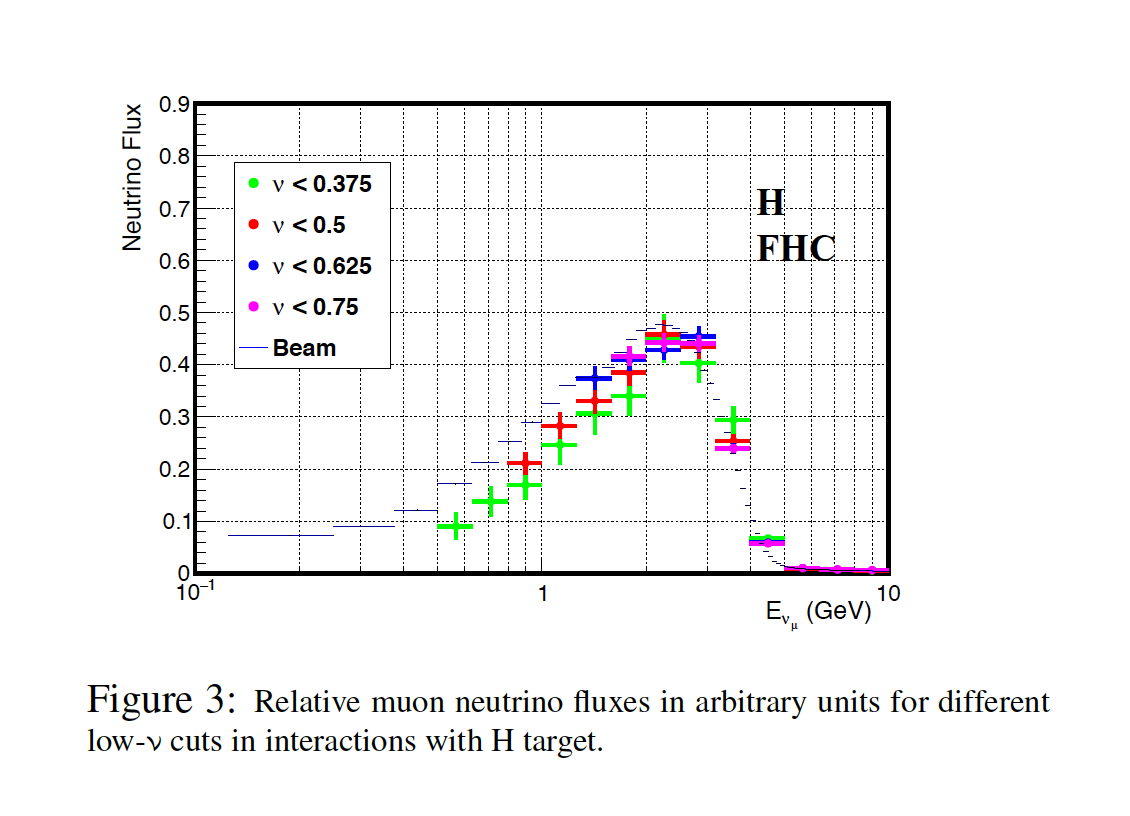 0.9
0.8
0.7
0.6
0.5
0.4
0.3
0.2
0.1
0
Neutrino Flux
ν < 0.375
ν < 0.5
ν < 0.625
ν < 0.75
Beam
H
FHC
10⁻¹
1
10
E_ν_μ (GeV)
Figure 3: Relative muon neutrino fluxes in arbitrary units for different
low-ν cuts in interactions with H target.